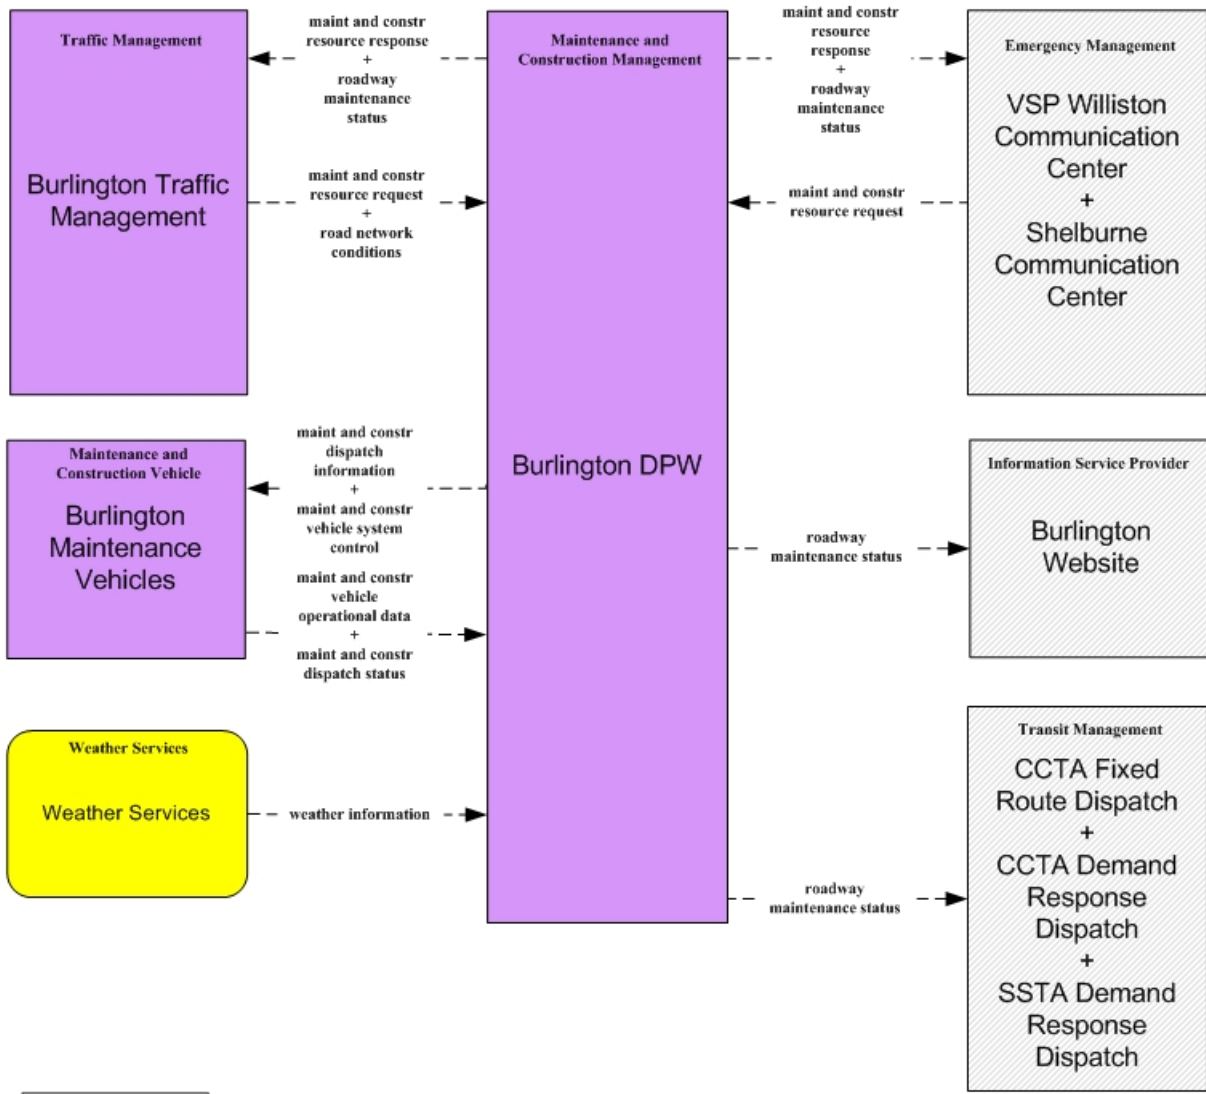 Traffic Management
Burlington Traffic
Management
maint and constr
resource response
+
roadway
maintenance
status
maint and constr
resource request
+
road network
conditions
Maintenance and
Construction Management
Burlington DPW
maint and constr
resource
response
+
roadway
maintenance
status
maint and constr
resource request
Emergency Management
VSP Williston
Communication
Center
+
Shelburne
Communication
Center
Maintenance and
Construction Vehicle
Burlington
Maintenance
Vehicles
maint and constr
dispatch
information
+
maint and constr
vehicle system
control
maint and constr
vehicle
operational data
+
maint and constr
dispatch status
roadway
maintenance status
Information Service Provider
Burlington
Website
Weather Services
Weather Services
weather information
roadway
maintenance status
Transit Management
CCTA Fixed
Route Dispatch
+
CCTA Demand
Response
Dispatch
+
SSTA Demand
Response
Dispatch